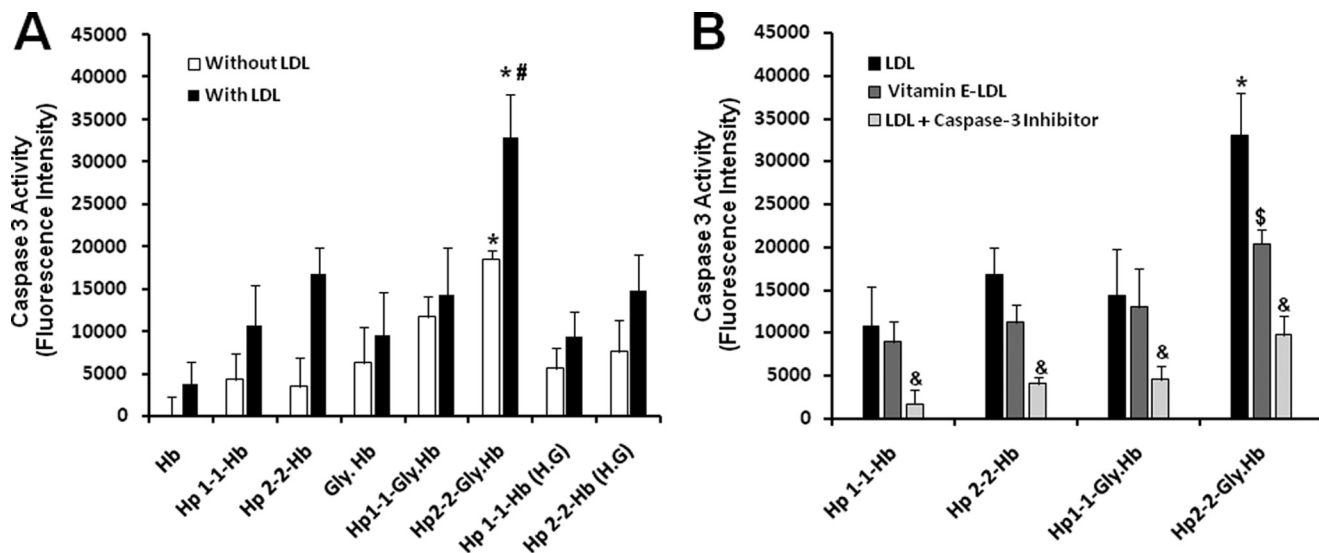 A
Caspase 3 Activity
(Fluorescence Intensity)
45000
40000
35000
30000
25000
20000
15000
10000
5000
0
Without LDL
With LDL
* #
*
Hb
Hp 1-1-Hb
Hp 2-2-Hb
Gly. Hb
Hp1-1-Gly.Hb
Hp2-2-Gly.Hb
Hp 1-1-Hb (H.G)
Hp 2-2-Hb (H.G)
B
Caspase 3 Activity
(Fluorescence Intensity)
45000
40000
35000
30000
25000
20000
15000
10000
5000
0
LDL
Vitamin E-LDL
LDL + Caspase-3 Inhibitor
*
$
&
&
&
&
Hp 1-1-Hb
Hp 2-2-Hb
Hp1-1-Gly.Hb
Hp2-2-Gly.Hb